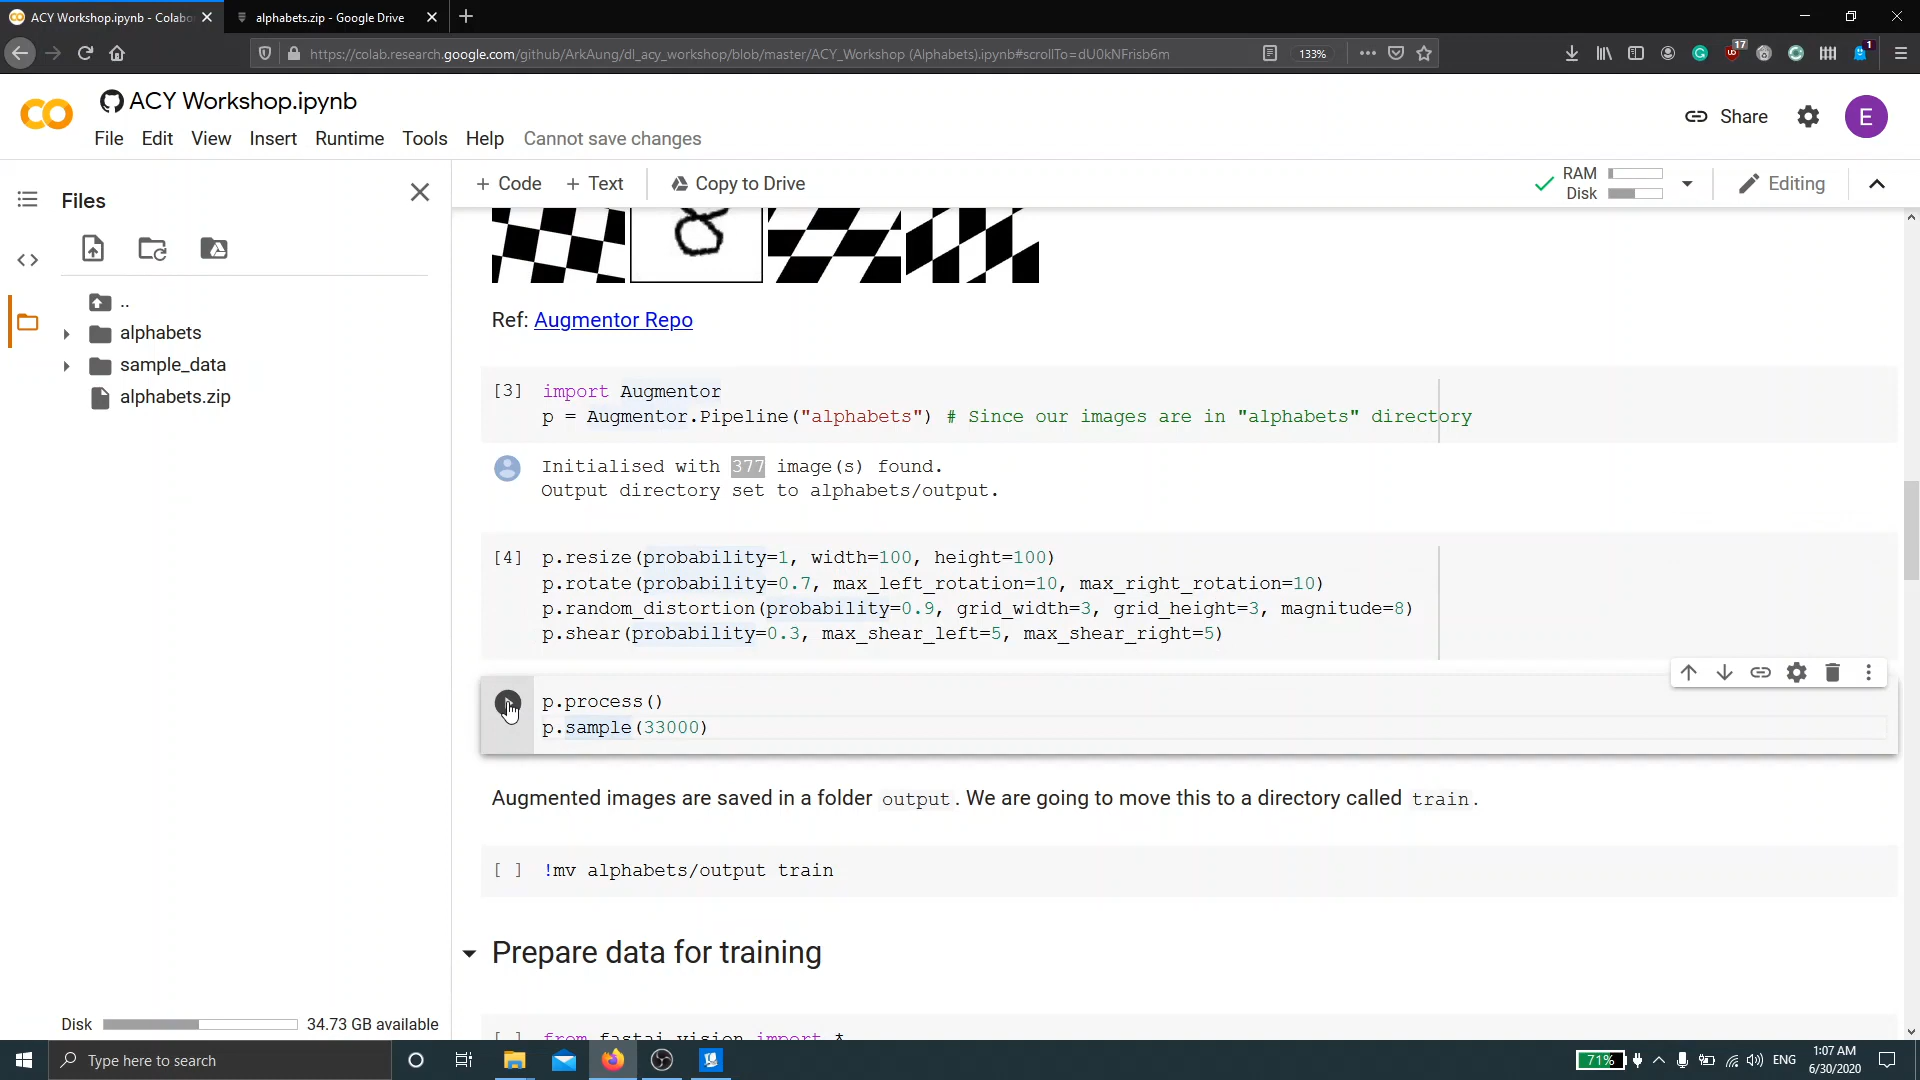 ACY Workshop.ipynb - Colabo
alphabets.zip - Google Drive
https://colab.research.google.com/github/ArkAung/dl_acy_workshop/blob/master/ACY_Workshop (Alphabets).ipynb#scrollTo=dU0kNFrisb6m
133%
17
1
ACY Workshop.ipynb
Share
E
File Edit View Insert Runtime Tools Help Cannot save changes
Files
+ Code + Text Copy to Drive
RAM
Disk
Editing
..
alphabets
sample_data
alphabets.zip
8
Ref: Augmentor Repo
[3] import Augmentor
p = Augmentor.Pipeline("alphabets") # Since our images are in "alphabets" directory
Initialised with 377 image(s) found.
Output directory set to alphabets/output.
[4] p.resize(probability=1, width=100, height=100)
p.rotate(probability=0.7, max_left_rotation=10, max_right_rotation=10)
p.random_distortion(probability=0.9, grid_width=3, grid_height=3, magnitude=8)
p.shear(probability=0.3, max_shear_left=5, max_shear_right=5)
p.process()
p.sample(33000)
Augmented images are saved in a folder output. We are going to move this to a directory called train.
[ ] !mv alphabets/output train
Prepare data for training
[ ] from fastai.vision import *
Disk 34.73 GB available
Type here to search
71%
ENG
1:07 AM
6/30/2020